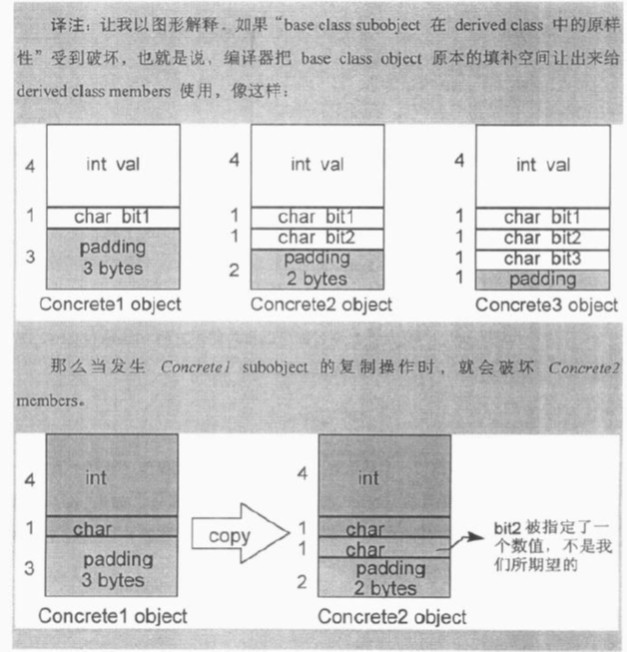 译注：让我以图形解释．如果“base class subobject 在 derived class 中的原样
性”受到破坏，也就是说，编译器把 base class object 原本的填补空间让出来给
derived class members 使用，像这样：
4 int val
1 char bit1
3 padding
3 bytes
Concrete1 object
4 int val
1 char bit1
1 char bit2
2 padding
2 bytes
Concrete2 object
4 int val
1 char bit1
1 char bit2
1 char bit3
1 padding
Concrete3 object
那么当发生 Concrete1 subobject 的复制操作时，就会破坏 Concrete2
members。
4 int
1 char
3 padding
3 bytes
Concrete1 object
copy
4 int
1 char
1 char
2 padding
2 bytes
Concrete2 object
bit2 被指定了一
个数值，不是我
们所期望的